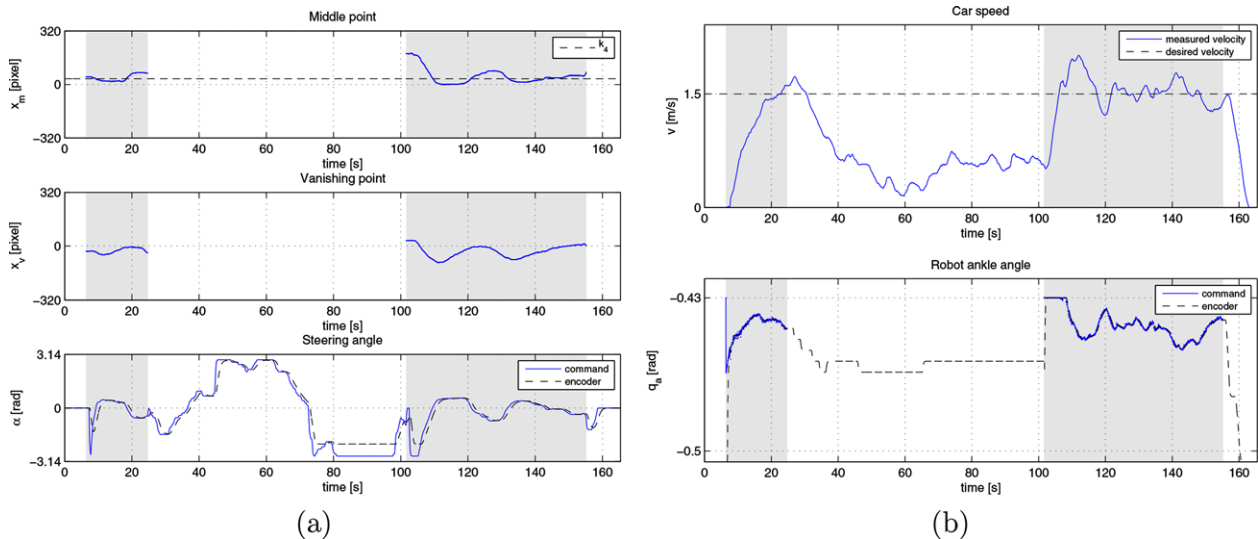 Middle point
320
0
−320
x_m [pixel]
k_4
0 20 40 60 80 100 120 140 160
time [s]
Vanishing point
320
0
−320
x_v [pixel]
0 20 40 60 80 100 120 140 160
time [s]
Steering angle
3.14
0
−3.14
α [rad]
command
encoder
0 20 40 60 80 100 120 140 160
time [s]
(a)
Car speed
1.5
0
v [m/s]
measured velocity
desired velocity
0 20 40 60 80 100 120 140 160
time [s]
Robot ankle angle
−0.43
−0.5
q_a [rad]
command
encoder
0 20 40 60 80 100 120 140 160
time [s]
(b)